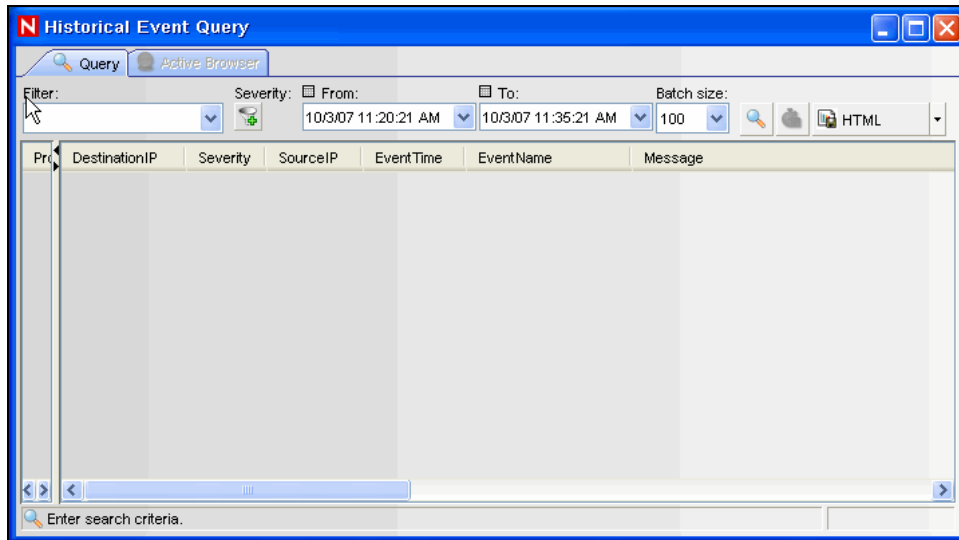 N Historical Event Query
Query Active Browser
Filter: Severity: From: To: Batch size:
10/3/07 11:20:21 AM 10/3/07 11:35:21 AM 100 HTML
Pro DestinationIP Severity SourceIP EventTime EventName Message
Enter search criteria.